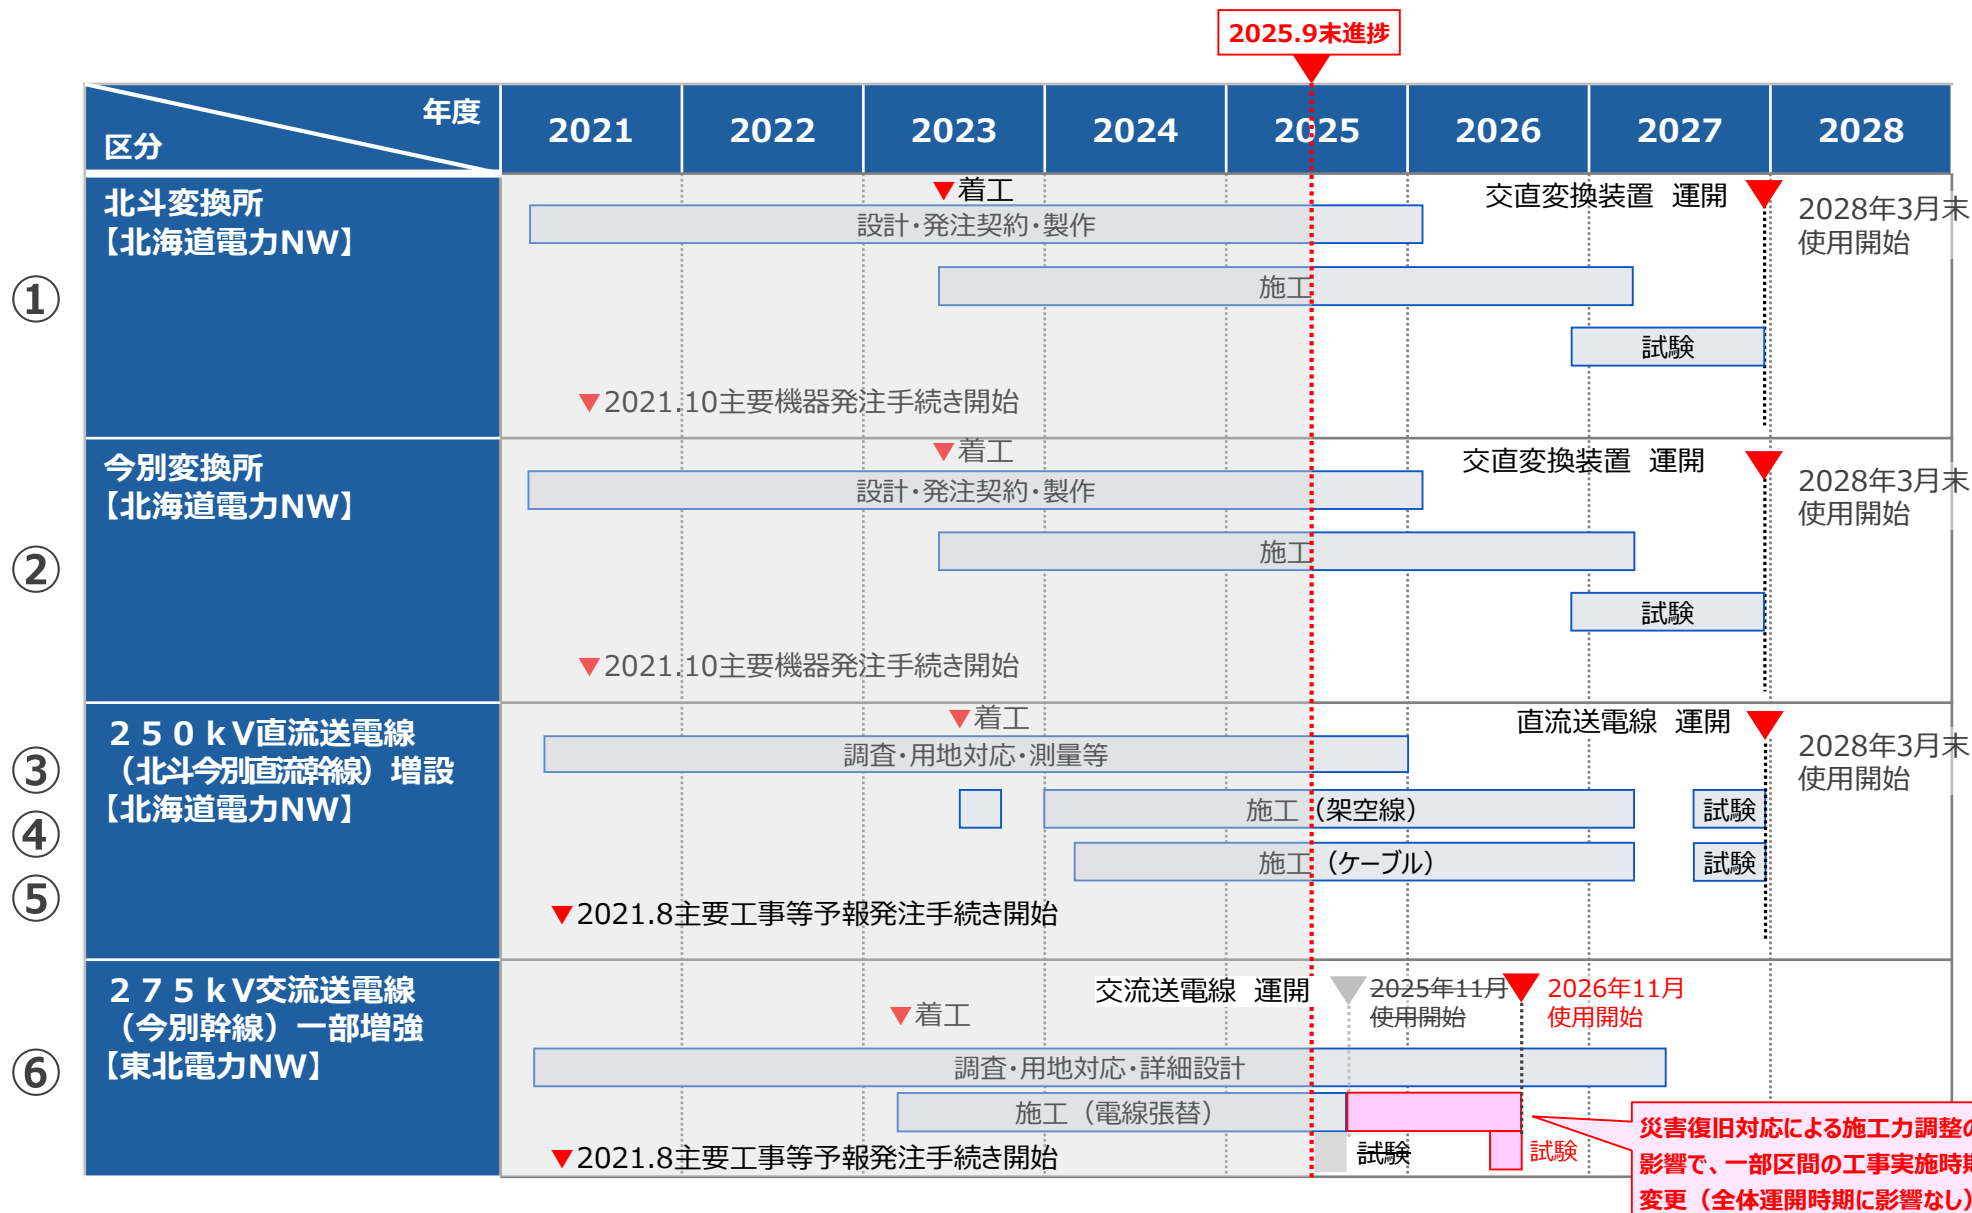 2025.9末進捗
年度
区分
2021
2022
2023
2024
2025
2026
2027
2028
①
北斗変換所
【北海道電力NW】
着工
設計・発注契約・製作
施工
試験
2021.10主要機器発注手続き開始
交直変換装置 運開
2028年3月末
使用開始
②
今別変換所
【北海道電力NW】
着工
設計・発注契約・製作
施工
試験
2021.10主要機器発注手続き開始
交直変換装置 運開
2028年3月末
使用開始
③
④
⑤
２５０ｋV直流送電線
（北斗今別直流幹線）増設
【北海道電力NW】
着工
調査・用地対応・測量等
施工（架空線）
試験
施工（ケーブル）
試験
2021.8主要工事等予報発注手続き開始
直流送電線 運開
2028年3月末
使用開始
⑥
２７５ｋV交流送電線
（今別幹線）一部増強
【東北電力NW】
交流送電線 運開
2025年11月
使用開始
2026年11月
使用開始
着工
調査・用地対応・詳細設計
施工（電線張替）
試験
試験
2021.8主要工事等予報発注手続き開始
災害復旧対応による施工力調整の
影響で、一部区間の工事実施時期
変更（全体運開時期に影響なし）